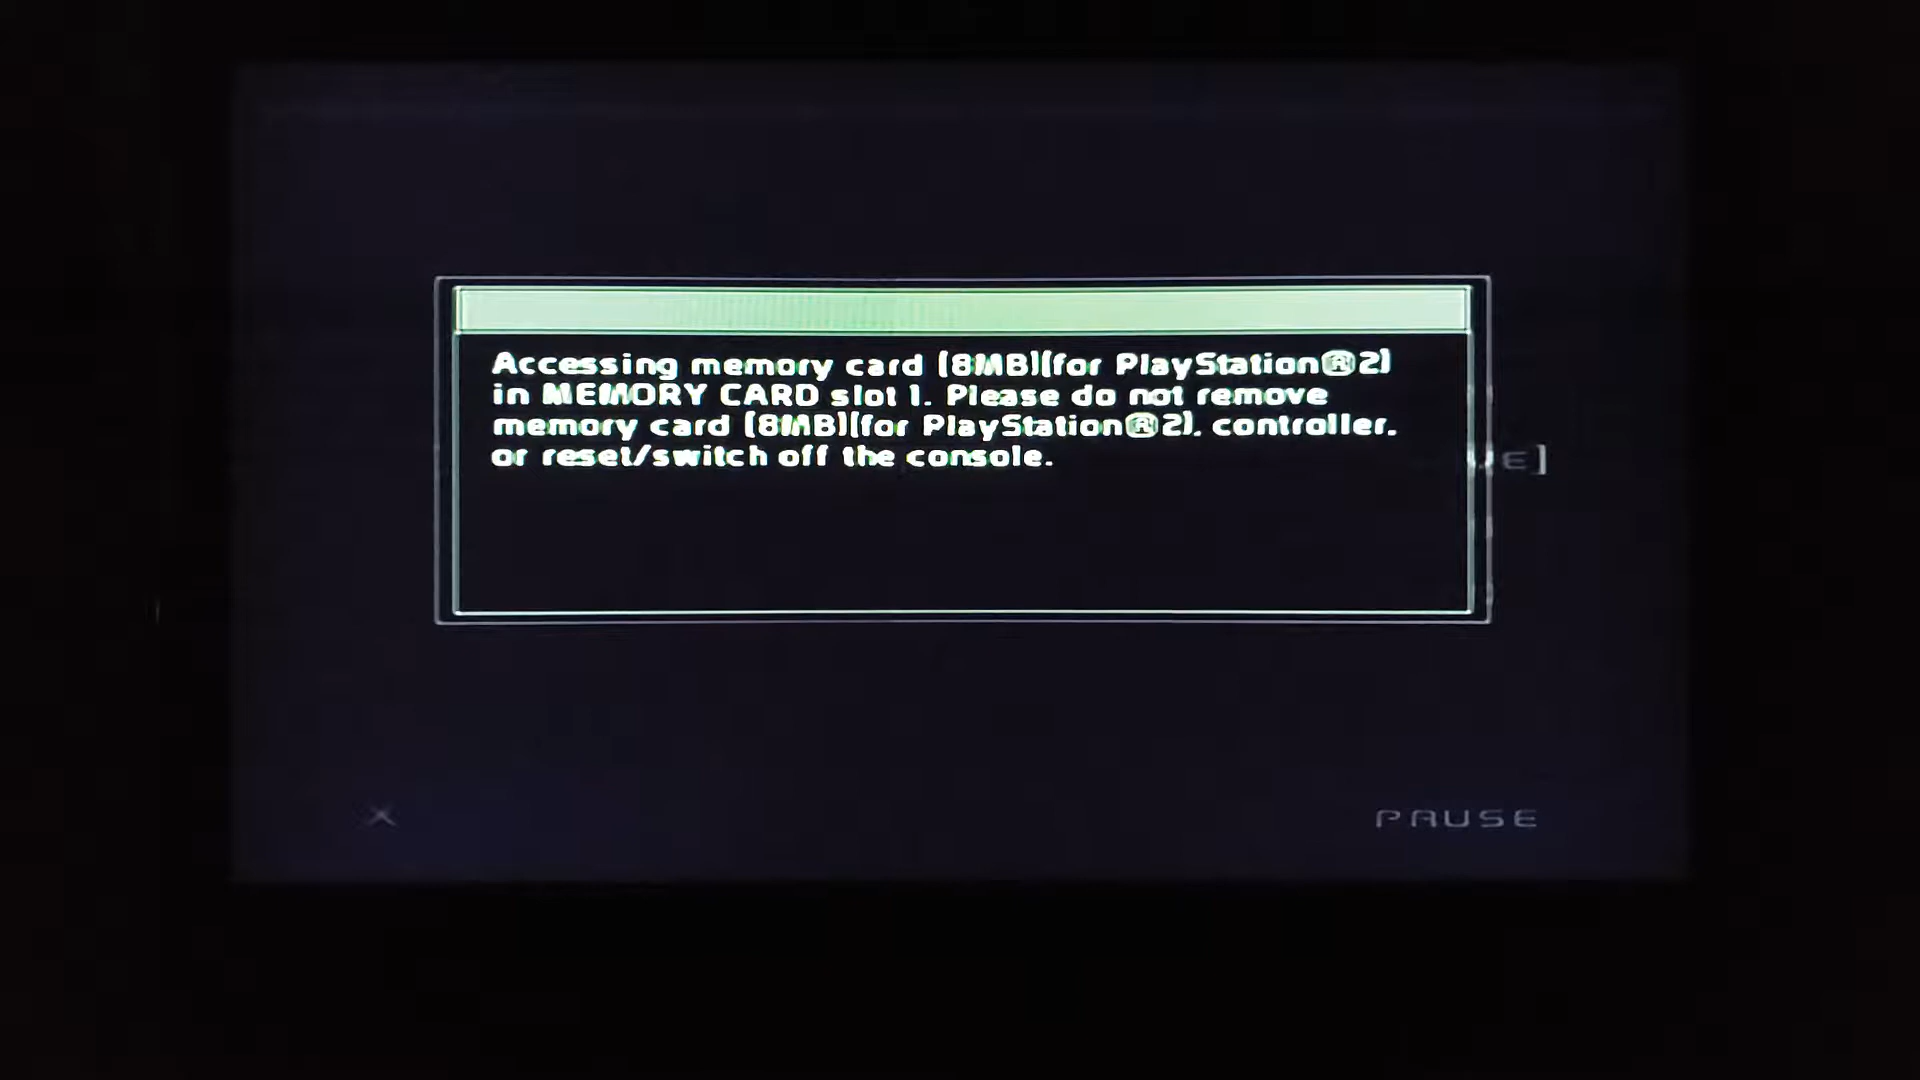 Accessing memory card (8MB)(for PlayStation®2)
in MEMORY CARD slot 1. Please do not remove
memory card (8MB)(for PlayStation®2), controller,
or reset/switch off the console.
E]
X
PAUSE